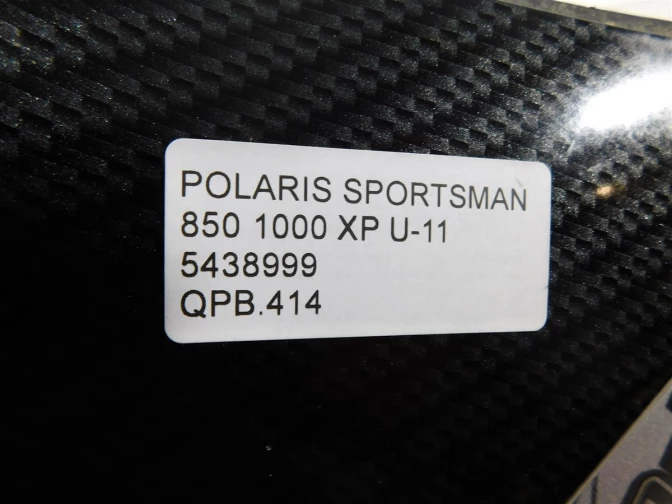 POLARIS SPORTSMAN
850 1000 XP U-11
5438999
QPB.414